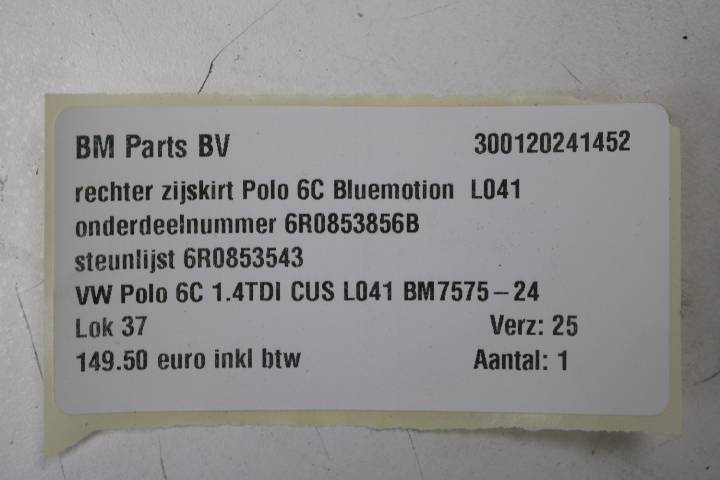 BM Parts BV 300120241452
rechter zijskirt Polo 6C Bluemotion L041
onderdeelnummer 6R0853856B
steunlijst 6R0853543
VW Polo 6C 1.4TDI CUS L041 BM7575-24
Lok 37 Verz: 25
149.50 euro inkl btw Aantal: 1